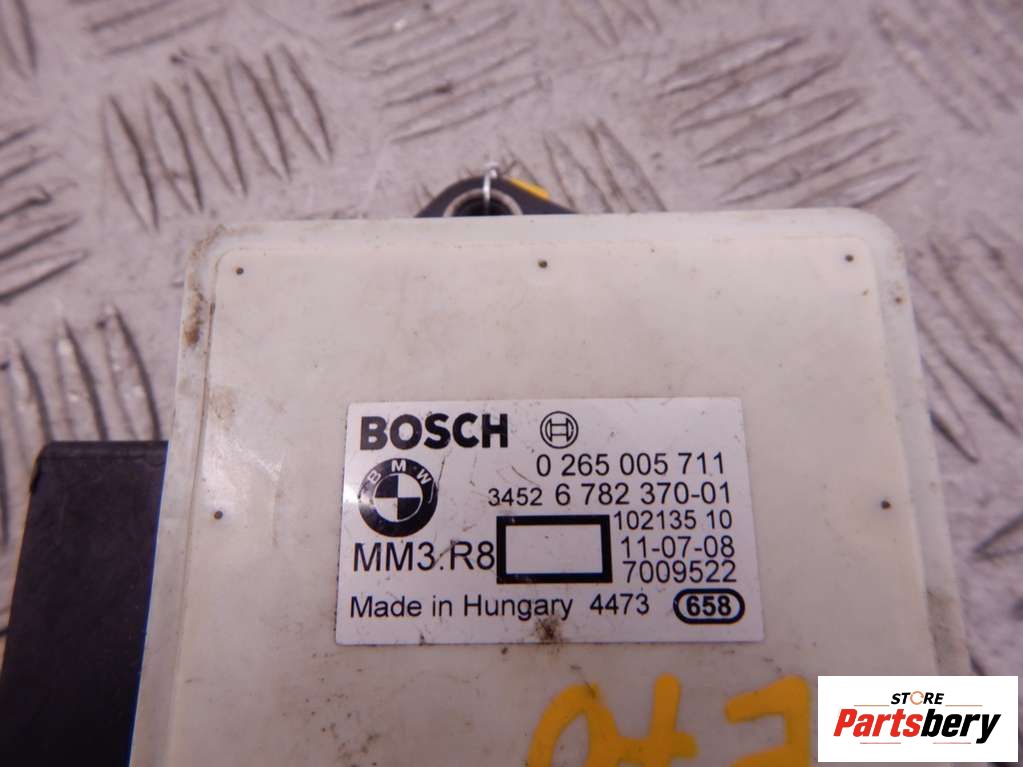 BOSCH
0 265 005 711
BMW
3452 6 782 370-01
102135 10
MM3.R8
11-07-08
7009522
Made in Hungary 4473 658
E70
STORE
Partsbery